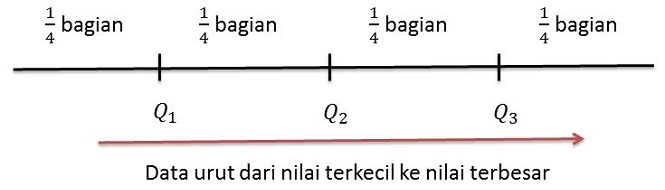 1/4 bagian 1/4 bagian 1/4 bagian 1/4 bagian
Q₁ Q₂ Q₃
Data urut dari nilai terkecil ke nilai terbesar